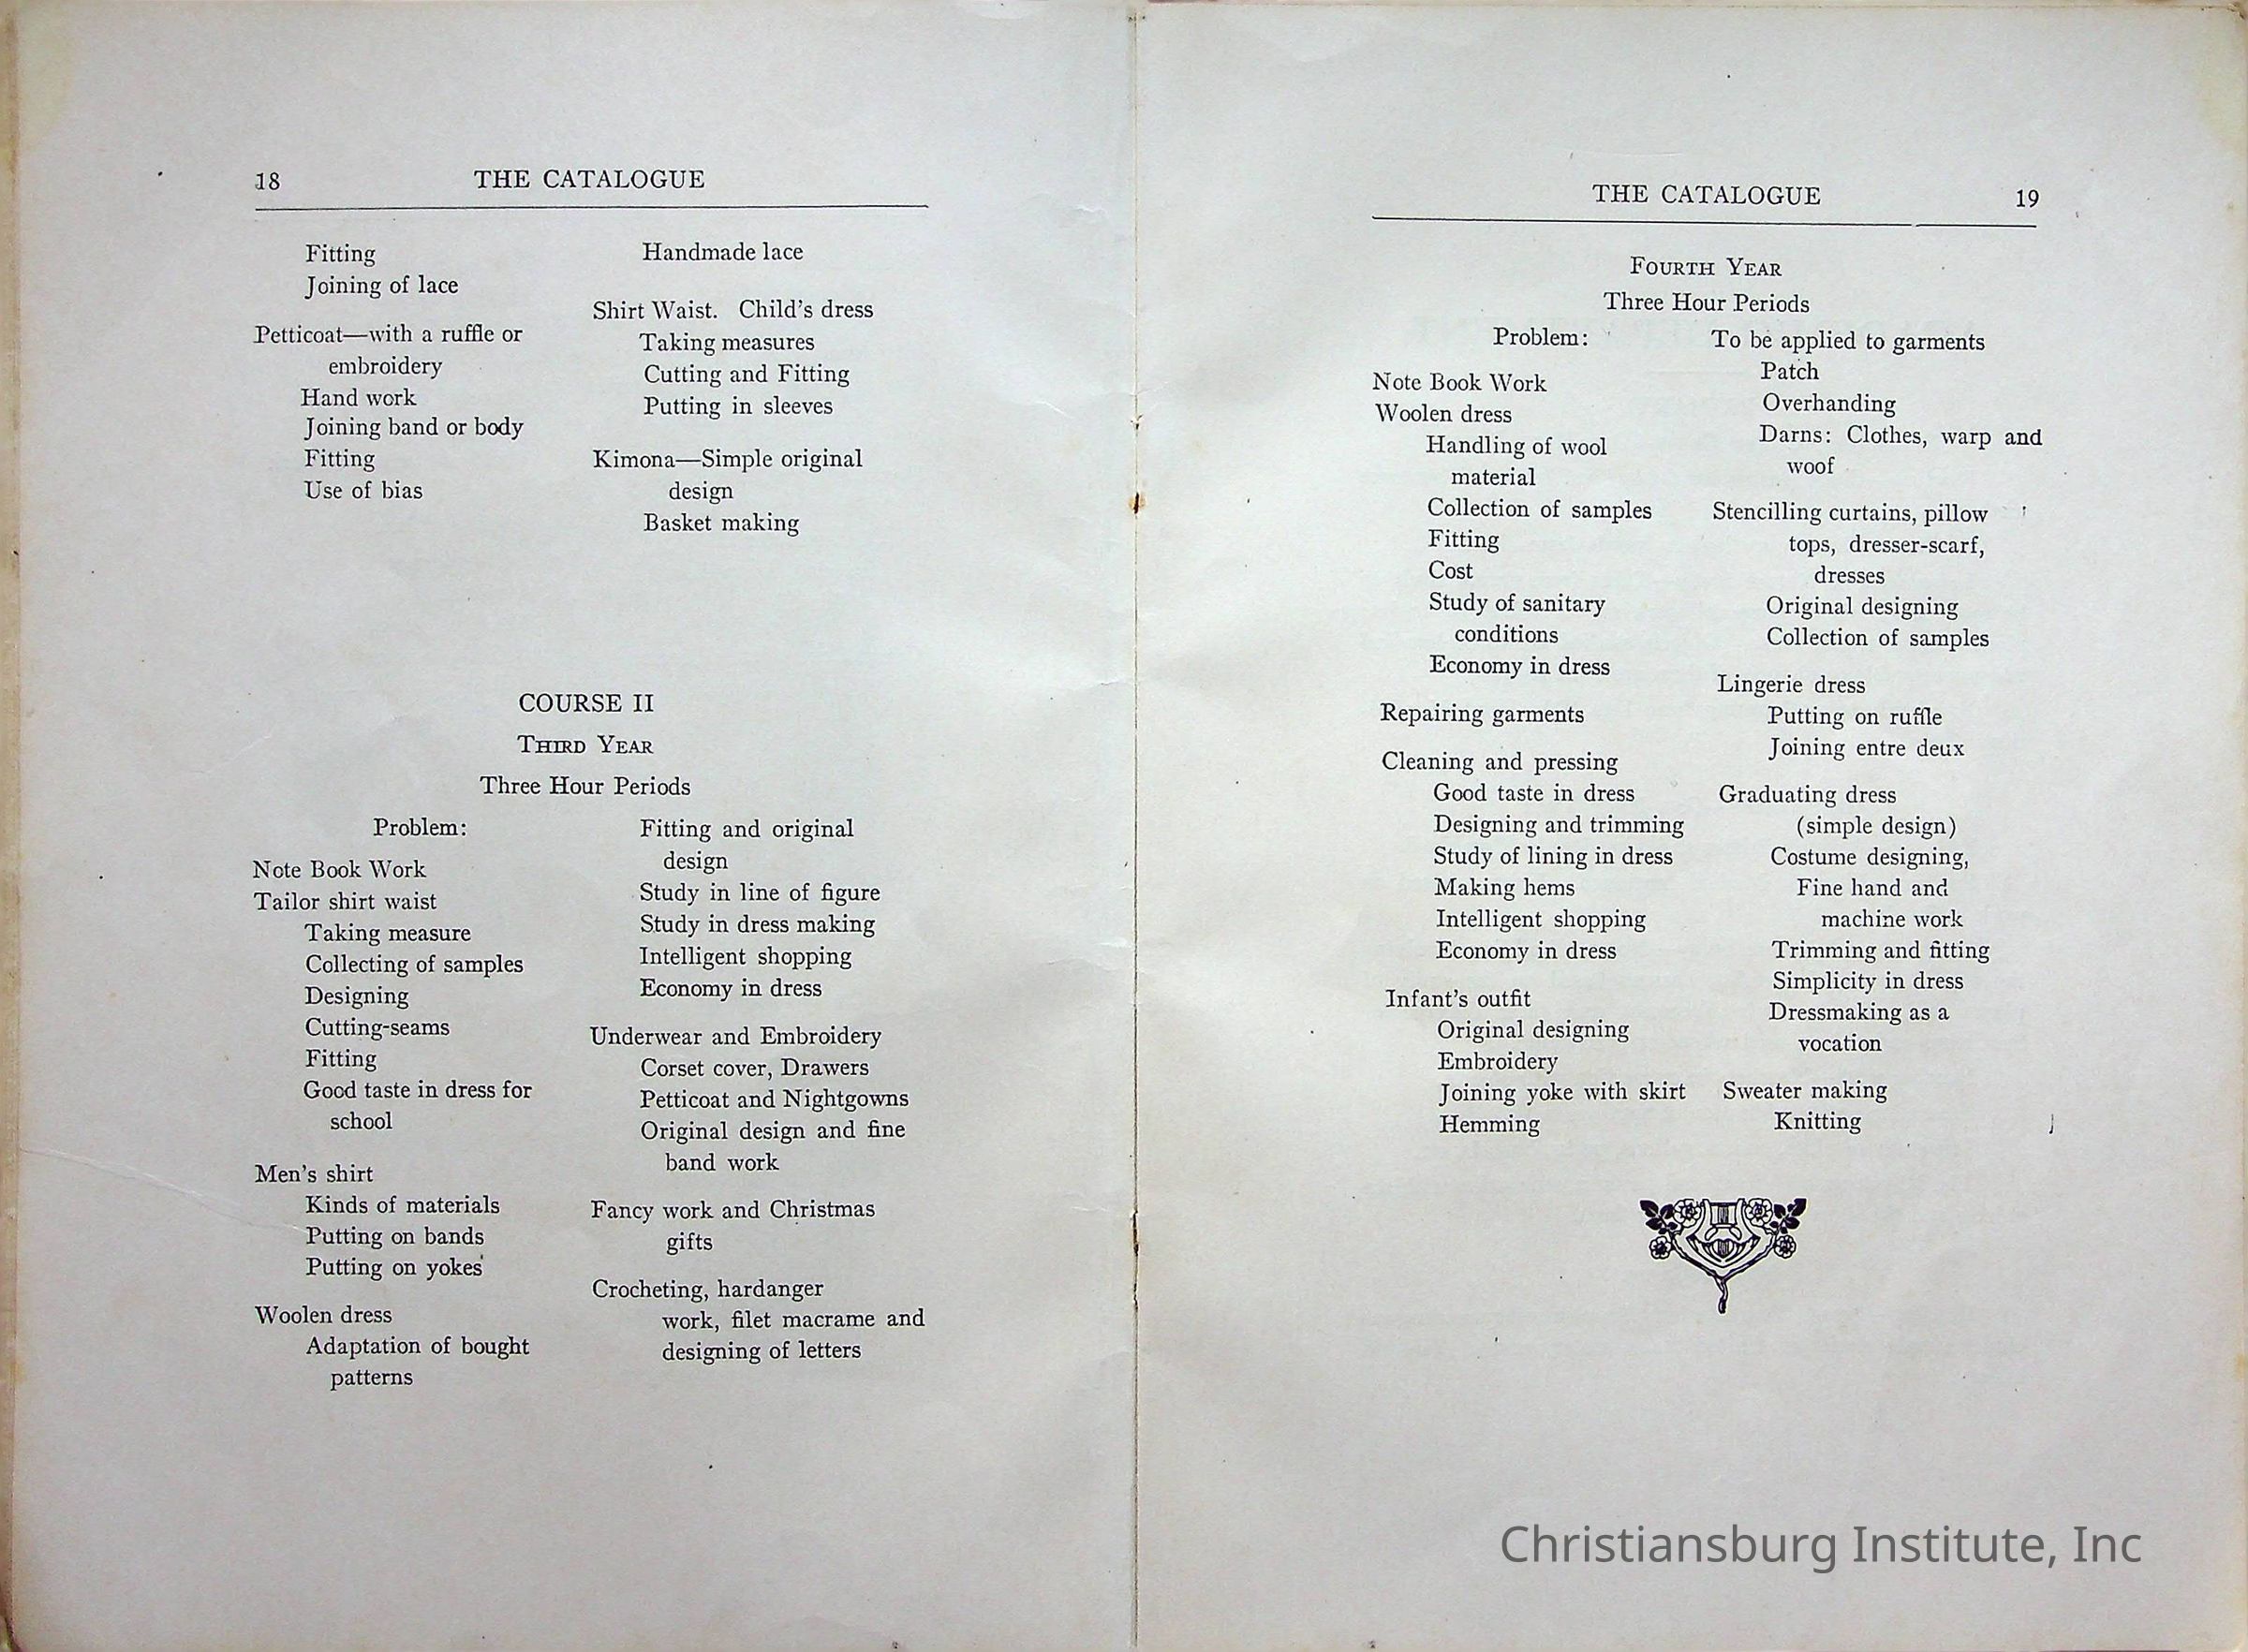 18 THE CATALOGUE
Fitting
Joining of lace
Petticoat—with a ruffle or
embroidery
Hand work
Joining band or body
Fitting
Use of bias
Handmade lace
Shirt Waist. Child's dress
Taking measures
Cutting and Fitting
Putting in sleeves
Kimona—Simple original
design
Basket making
COURSE II
THIRD YEAR
Three Hour Periods
Problem:
Note Book Work
Tailor shirt waist
Taking measure
Collecting of samples
Designing
Cutting-seams
Fitting
Good taste in dress for
school
Men's shirt
Kinds of materials
Putting on bands
Putting on yokes
Woolen dress
Adaptation of bought
patterns
Fitting and original
design
Study in line of figure
Study in dress making
Intelligent shopping
Economy in dress
Underwear and Embroidery
Corset cover, Drawers
Petticoat and Nightgowns
Original design and fine
band work
Fancy work and Christmas
gifts
Crocheting, hardanger
work, filet macrame and
designing of letters
THE CATALOGUE 19
FOURTH YEAR
Three Hour Periods
Problem:
Note Book Work
Woolen dress
Handling of wool
material
Collection of samples
Fitting
Cost
Study of sanitary
conditions
Economy in dress
Repairing garments
Cleaning and pressing
Good taste in dress
Designing and trimming
Study of lining in dress
Making hems
Intelligent shopping
Economy in dress
Infant's outfit
Original designing
Embroidery
Joining yoke with skirt
Hemming
To be applied to garments
Patch
Overhanding
Darns: Clothes, warp and
woof
Stencilling curtains, pillow
tops, dresser-scarf,
dresses
Original designing
Collection of samples
Lingerie dress
Putting on ruffle
Joining entre deux
Graduating dress
(simple design)
Costume designing,
Fine hand and
machine work
Trimming and fitting
Simplicity in dress
Dressmaking as a
vocation
Sweater making
Knitting
Christiansburg Institute, Inc